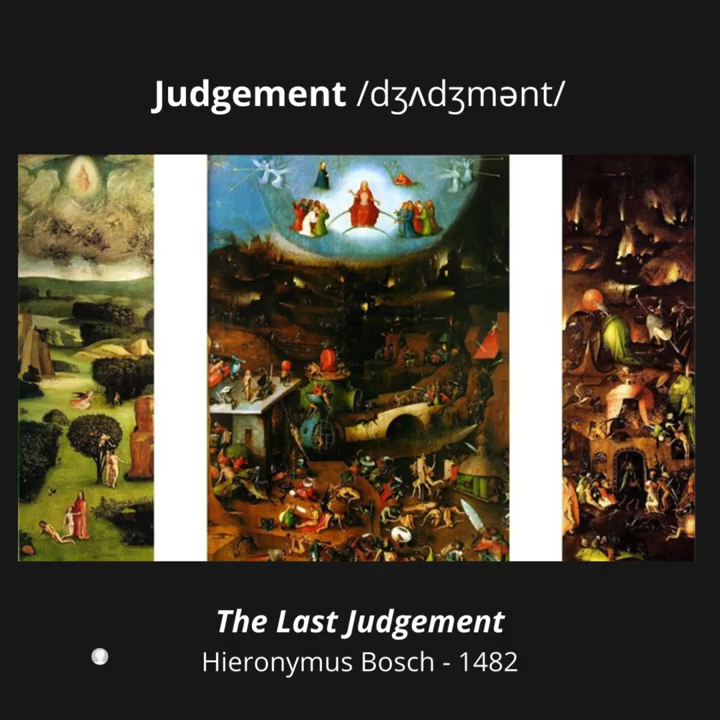 Judgement /dʒʌdʒmənt/
The Last Judgement
Hieronymus Bosch - 1482